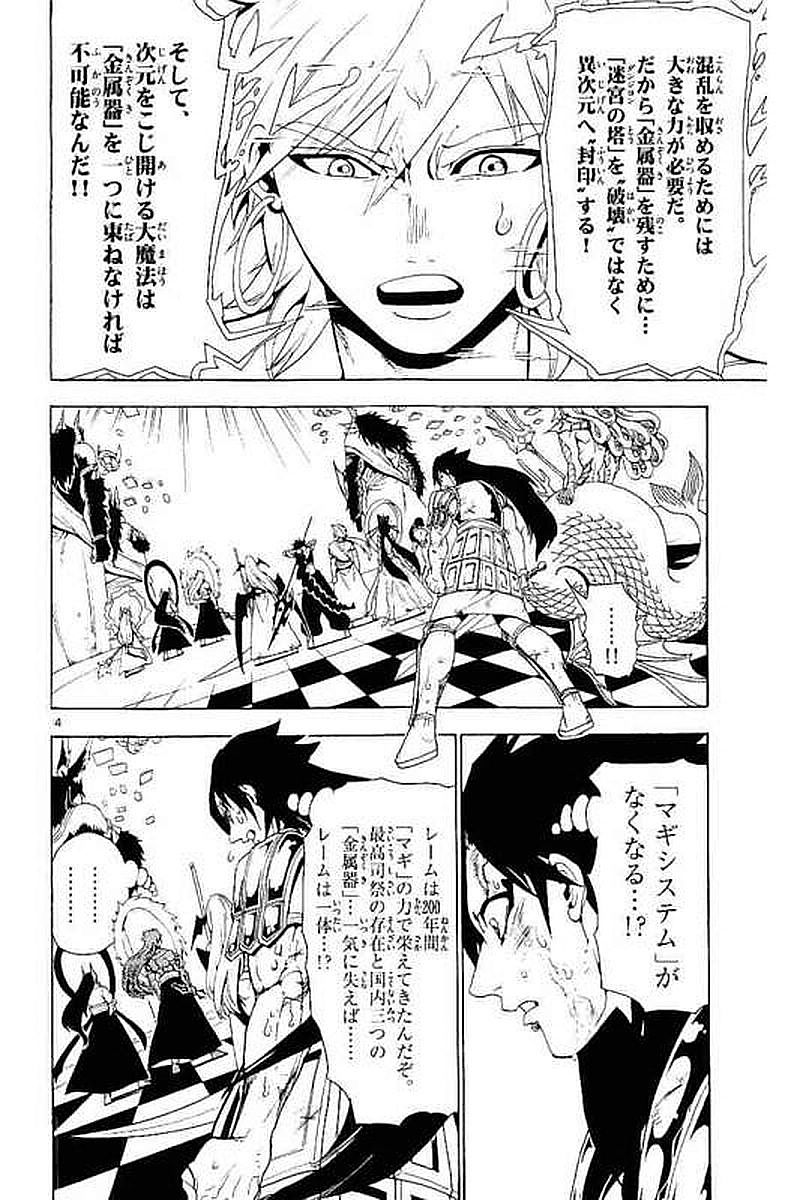 混乱を収めるためには
大きな力が必要だ。
だから「金属器」を残すために…
「迷宮の塔」を〝破壊〟ではなく
異次元へ〝封印〟する！
そして、
次元をこじ開ける大魔法は
「金属器」を一つに束ねなければ
不可能なんだ!!
……!!
4
「マギシステム」が
なくなる…!?
レームは200年間
「マギ」の力で栄えてきたんだぞ。
最高司祭の存在と国内三つの
「金属器」…一気に失えば……
レームは一体…!?
……
……